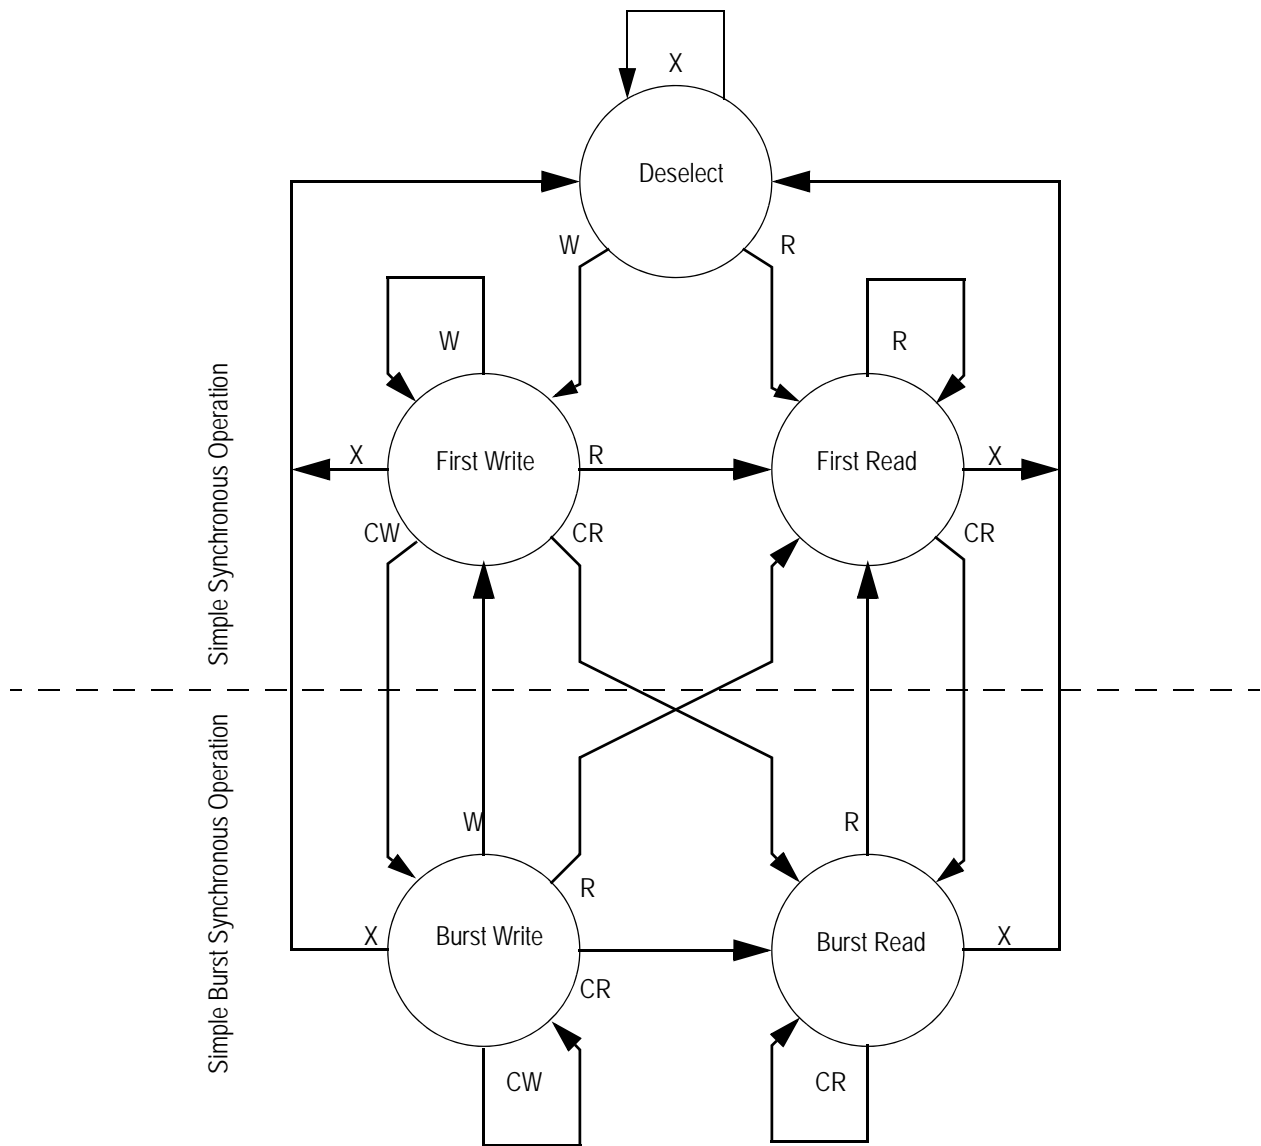 X
Deselect
W
R
W
R
Simple Synchronous Operation
X
First Write
R
First Read
X
CW
CR
CR
Simple Burst Synchronous Operation
W
R
R
X
Burst Write
Burst Read
X
CR
CW
CR